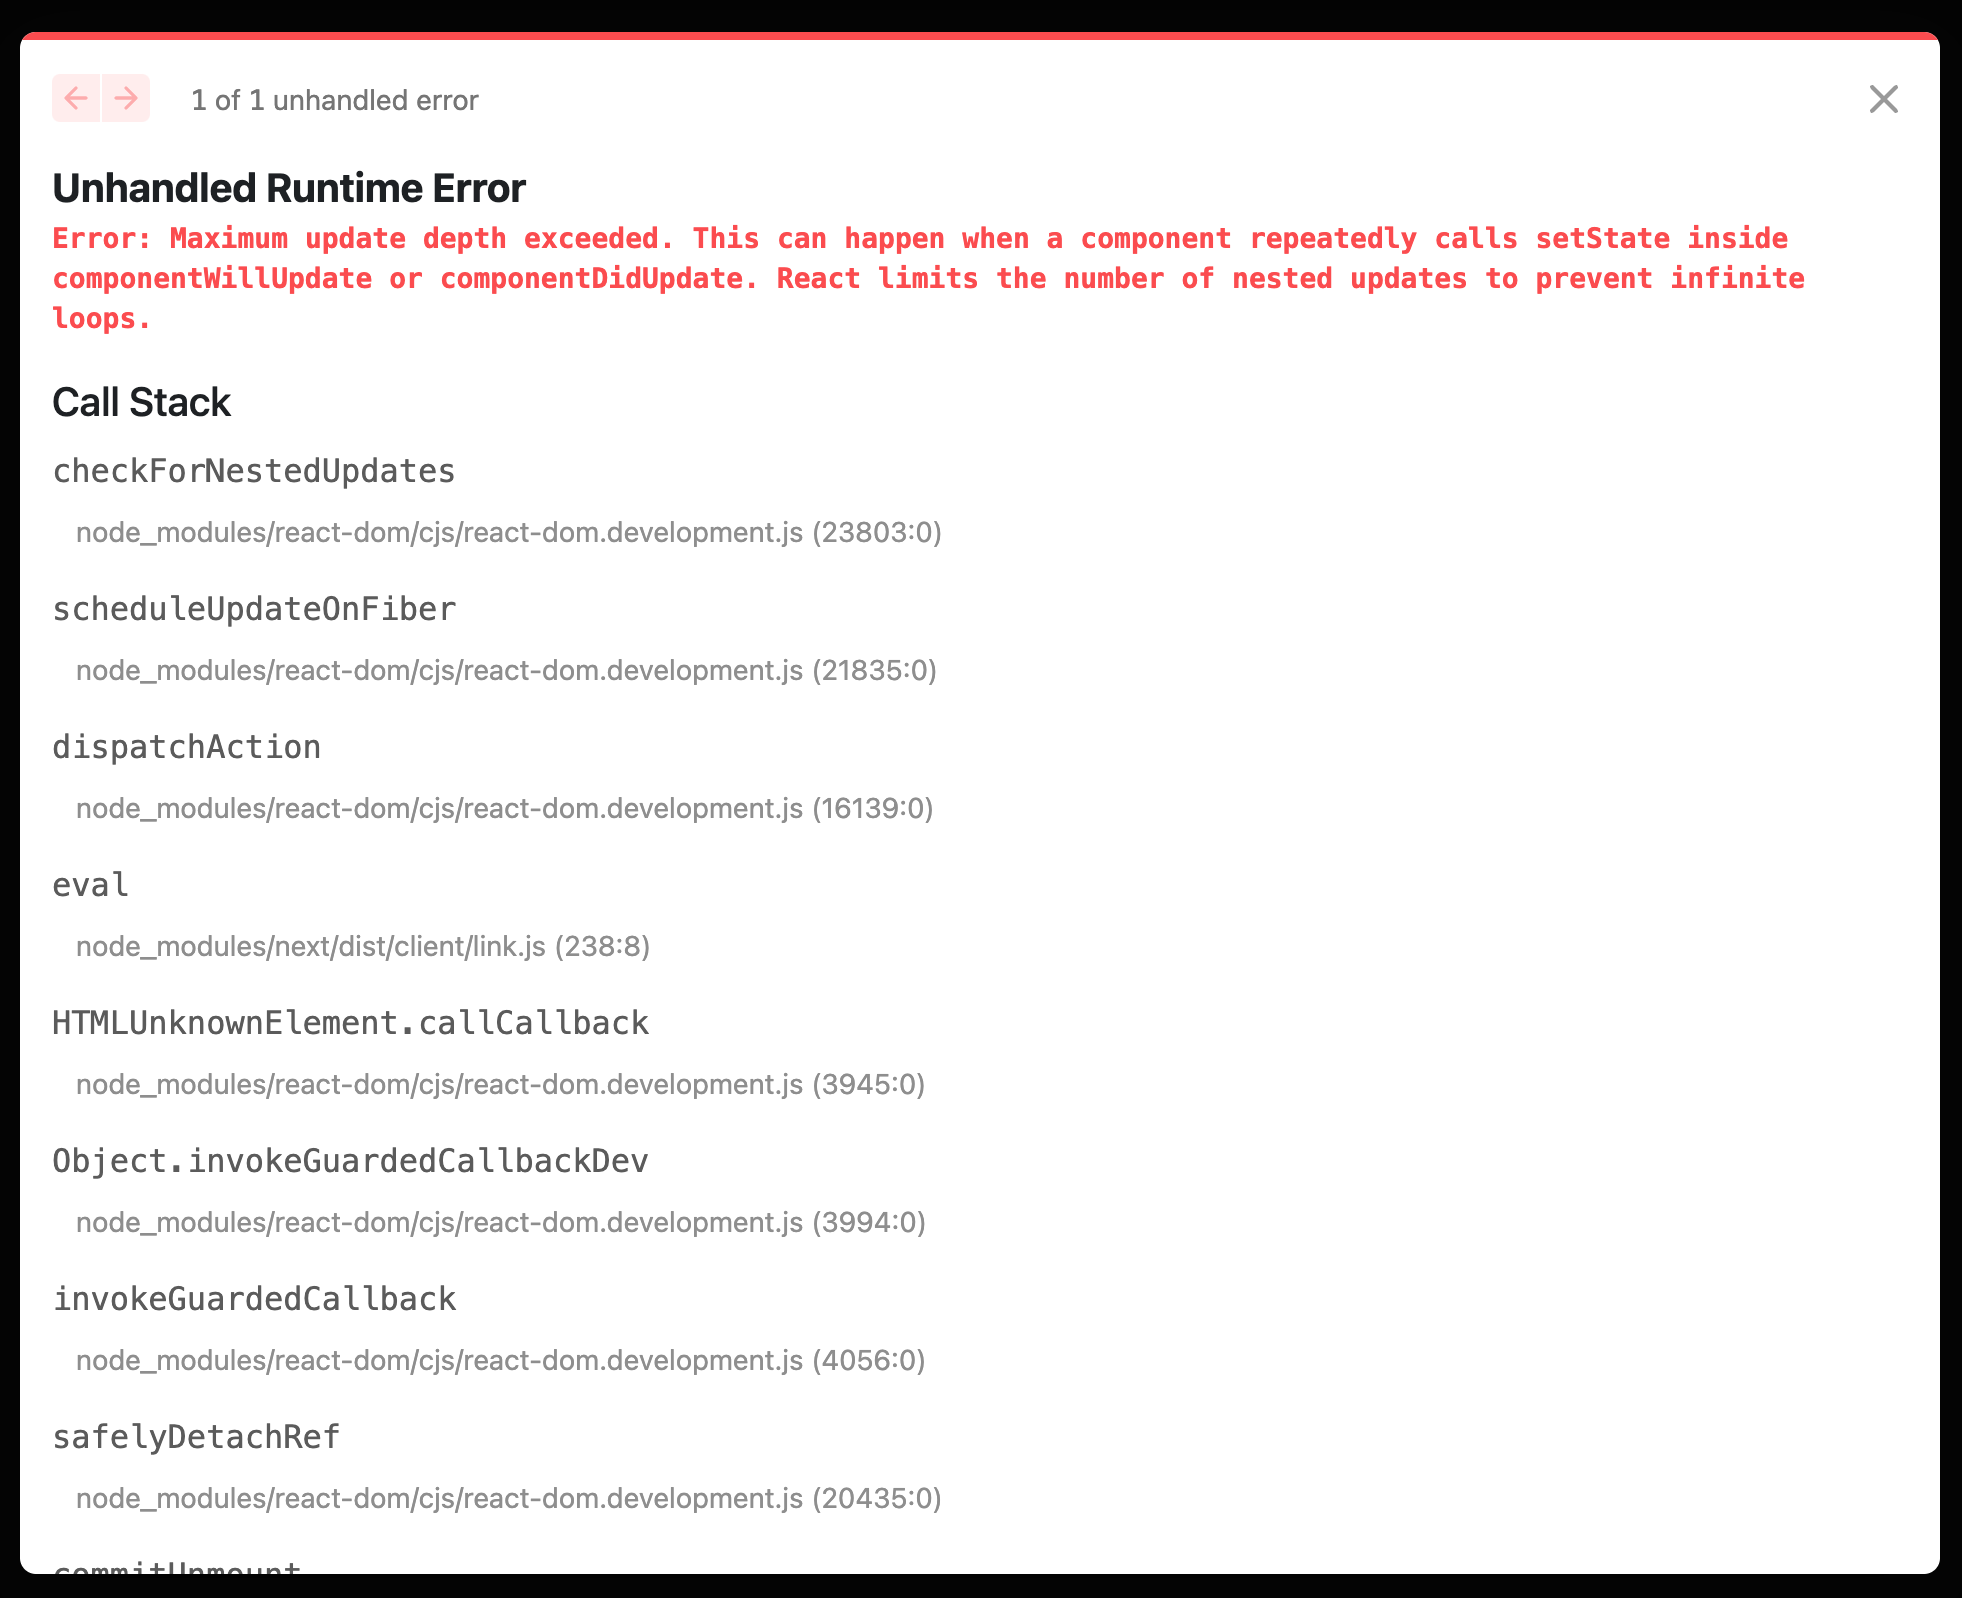 1 of 1 unhandled error
Unhandled Runtime Error
Error: Maximum update depth exceeded. This can happen when a component repeatedly calls setState inside
componentWillUpdate or componentDidUpdate. React limits the number of nested updates to prevent infinite
loops.
Call Stack
checkForNestedUpdates
node_modules/react-dom/cjs/react-dom.development.js (23803:0)
scheduleUpdateOnFiber
node_modules/react-dom/cjs/react-dom.development.js (21835:0)
dispatchAction
node_modules/react-dom/cjs/react-dom.development.js (16139:0)
eval
node_modules/next/dist/client/link.js (238:8)
HTMLUnknownElement.callCallback
node_modules/react-dom/cjs/react-dom.development.js (3945:0)
Object.invokeGuardedCallbackDev
node_modules/react-dom/cjs/react-dom.development.js (3994:0)
invokeGuardedCallback
node_modules/react-dom/cjs/react-dom.development.js (4056:0)
safelyDetachRef
node_modules/react-dom/cjs/react-dom.development.js (20435:0)
commitUnmount